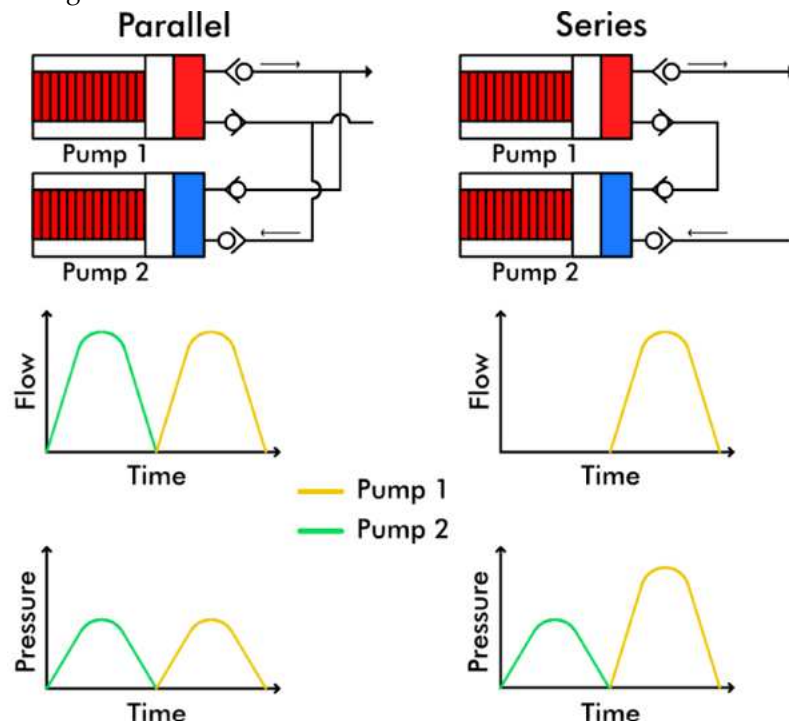 Parallel
Series
Pump 1
Pump 1
Pump 2
Pump 2
Flow
Time
Flow
Time
Pump 1
Pump 2
Pressure
Time
Pressure
Time